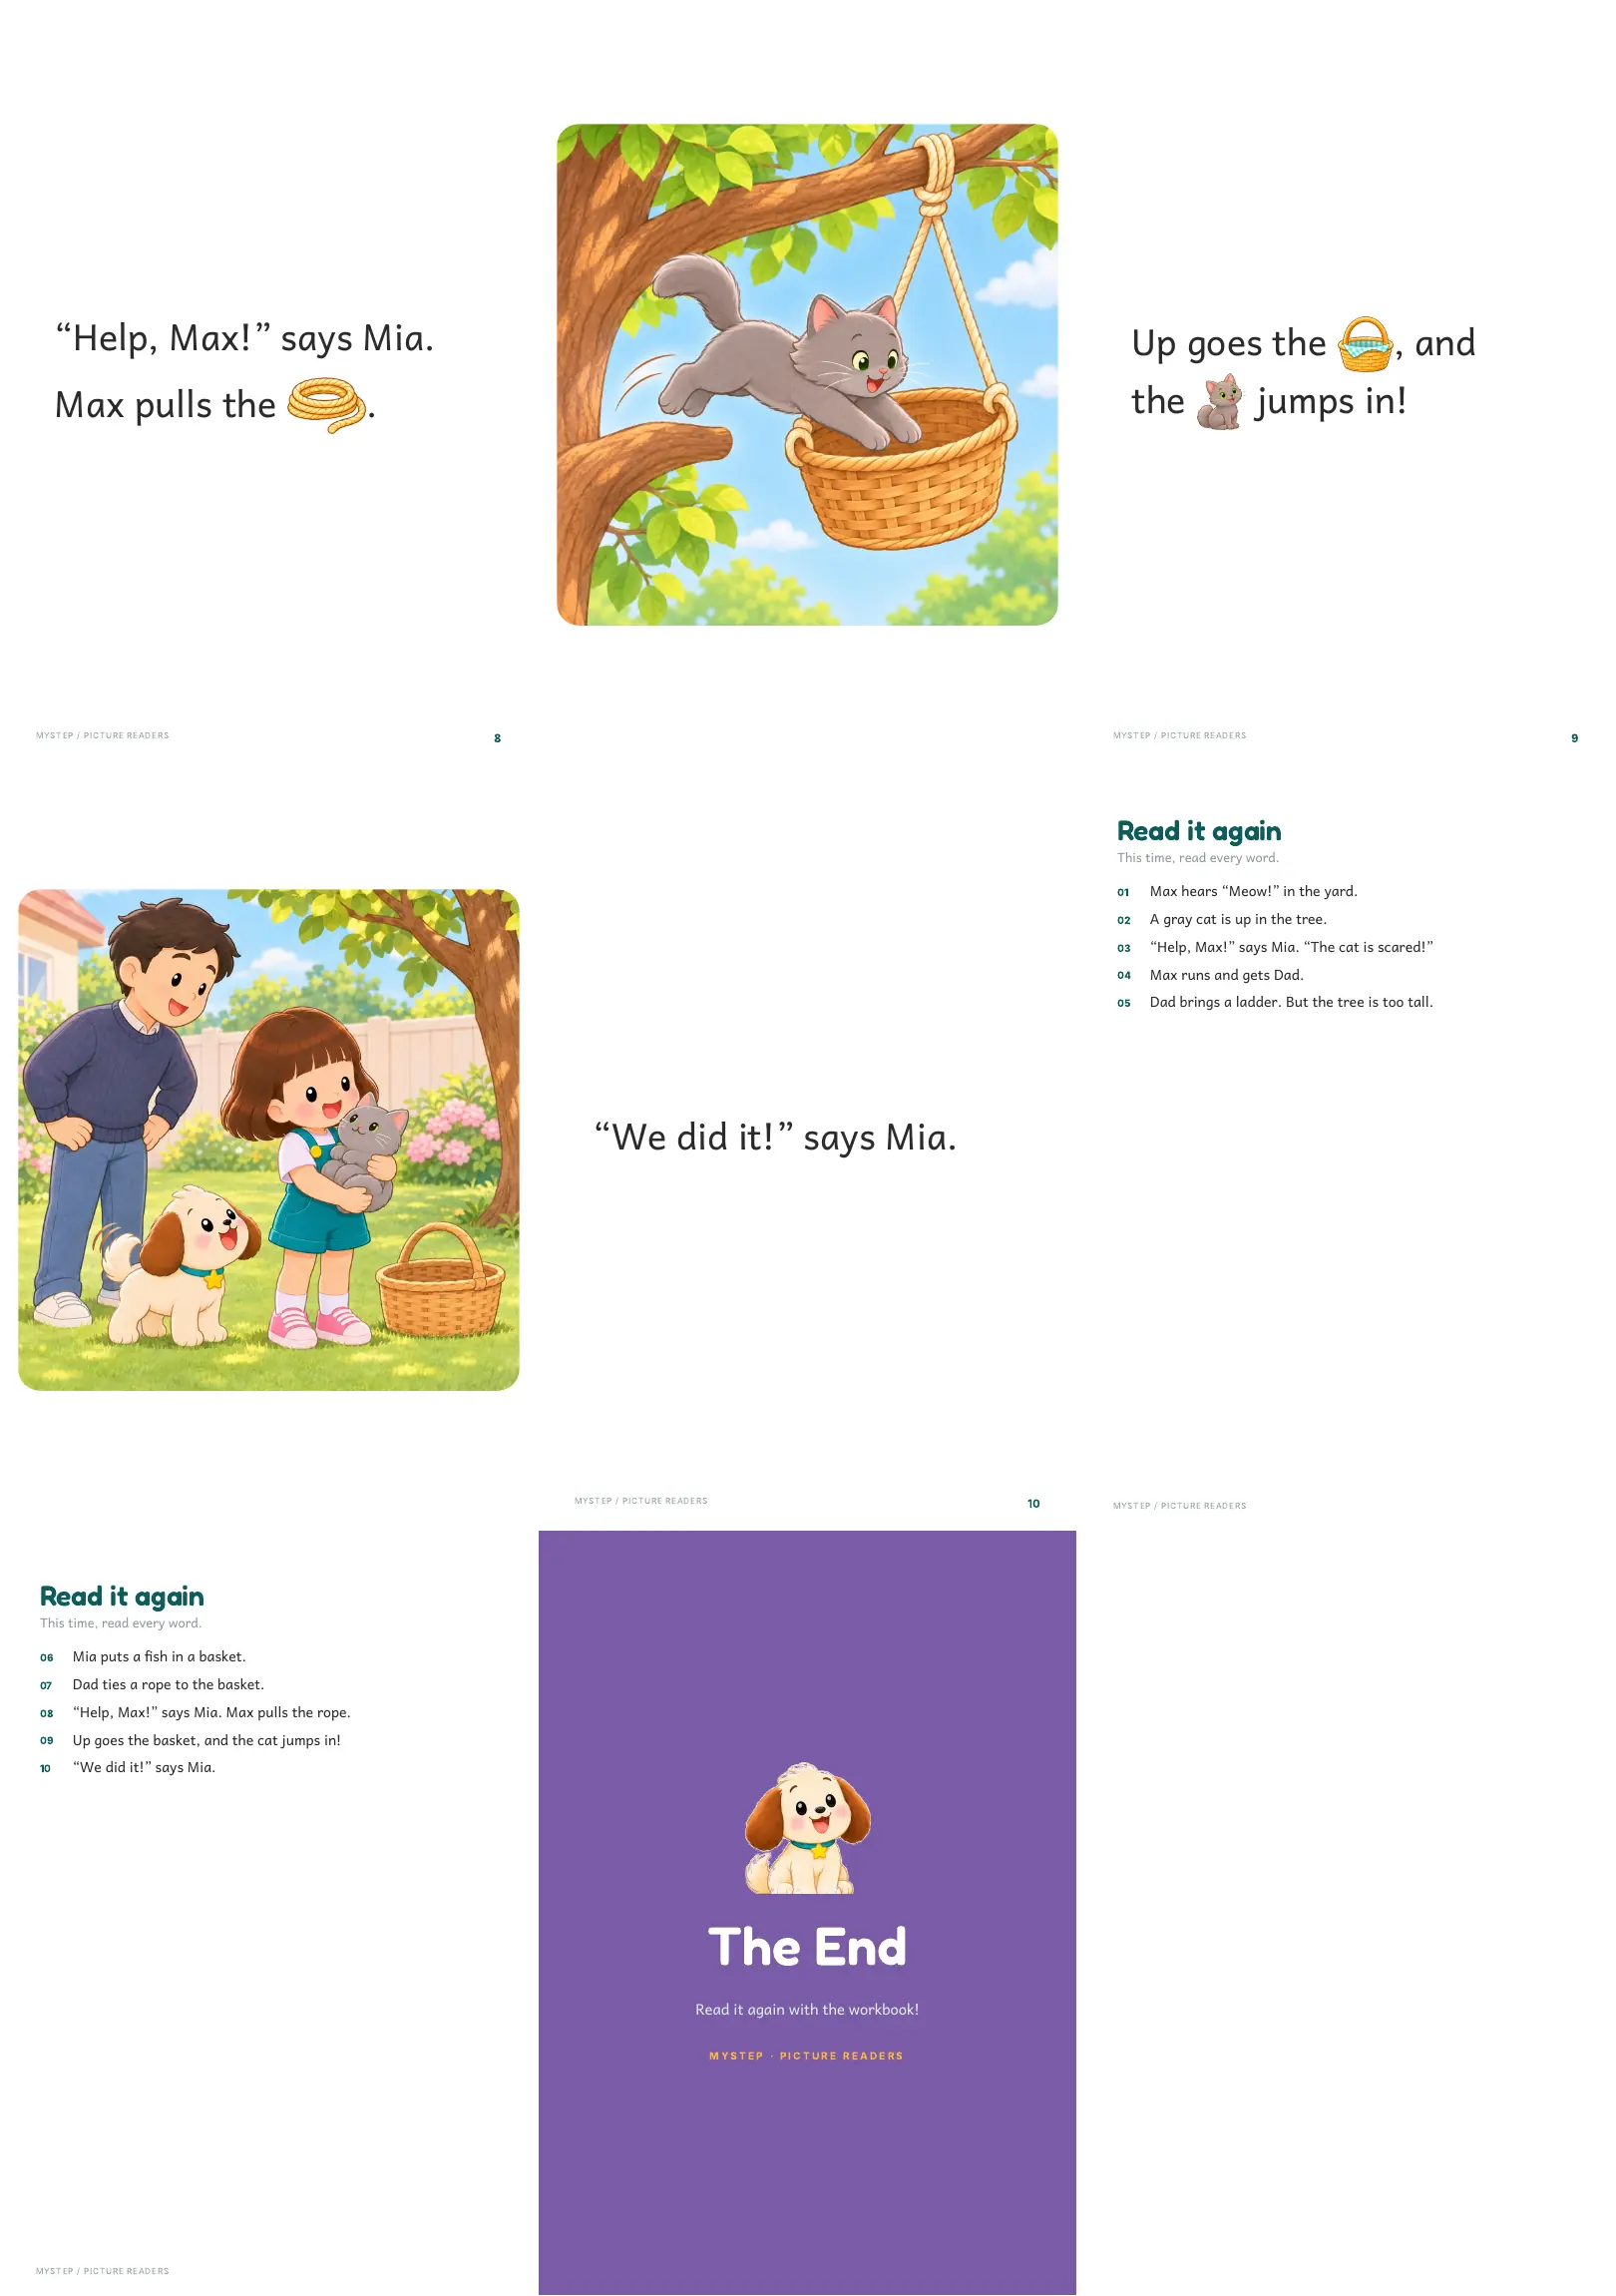 “Help, Max!” says Mia.
Max pulls the .
MYSTEP / PICTURE READERS
8
Up goes the , and
the jumps in!
MYSTEP / PICTURE READERS
9
“We did it!” says Mia.
MYSTEP / PICTURE READERS
10
Read it again
This time, read every word.
01 Max hears “Meow!” in the yard.
02 A gray cat is up in the tree.
03 “Help, Max!” says Mia. “The cat is scared!”
04 Max runs and gets Dad.
05 Dad brings a ladder. But the tree is too tall.
MYSTEP / PICTURE READERS
Read it again
This time, read every word.
06 Mia puts a fish in a basket.
07 Dad ties a rope to the basket.
08 “Help, Max!” says Mia. Max pulls the rope.
09 Up goes the basket, and the cat jumps in!
10 “We did it!” says Mia.
MYSTEP / PICTURE READERS
The End
Read it again with the workbook!
MYSTEP · PICTURE READERS